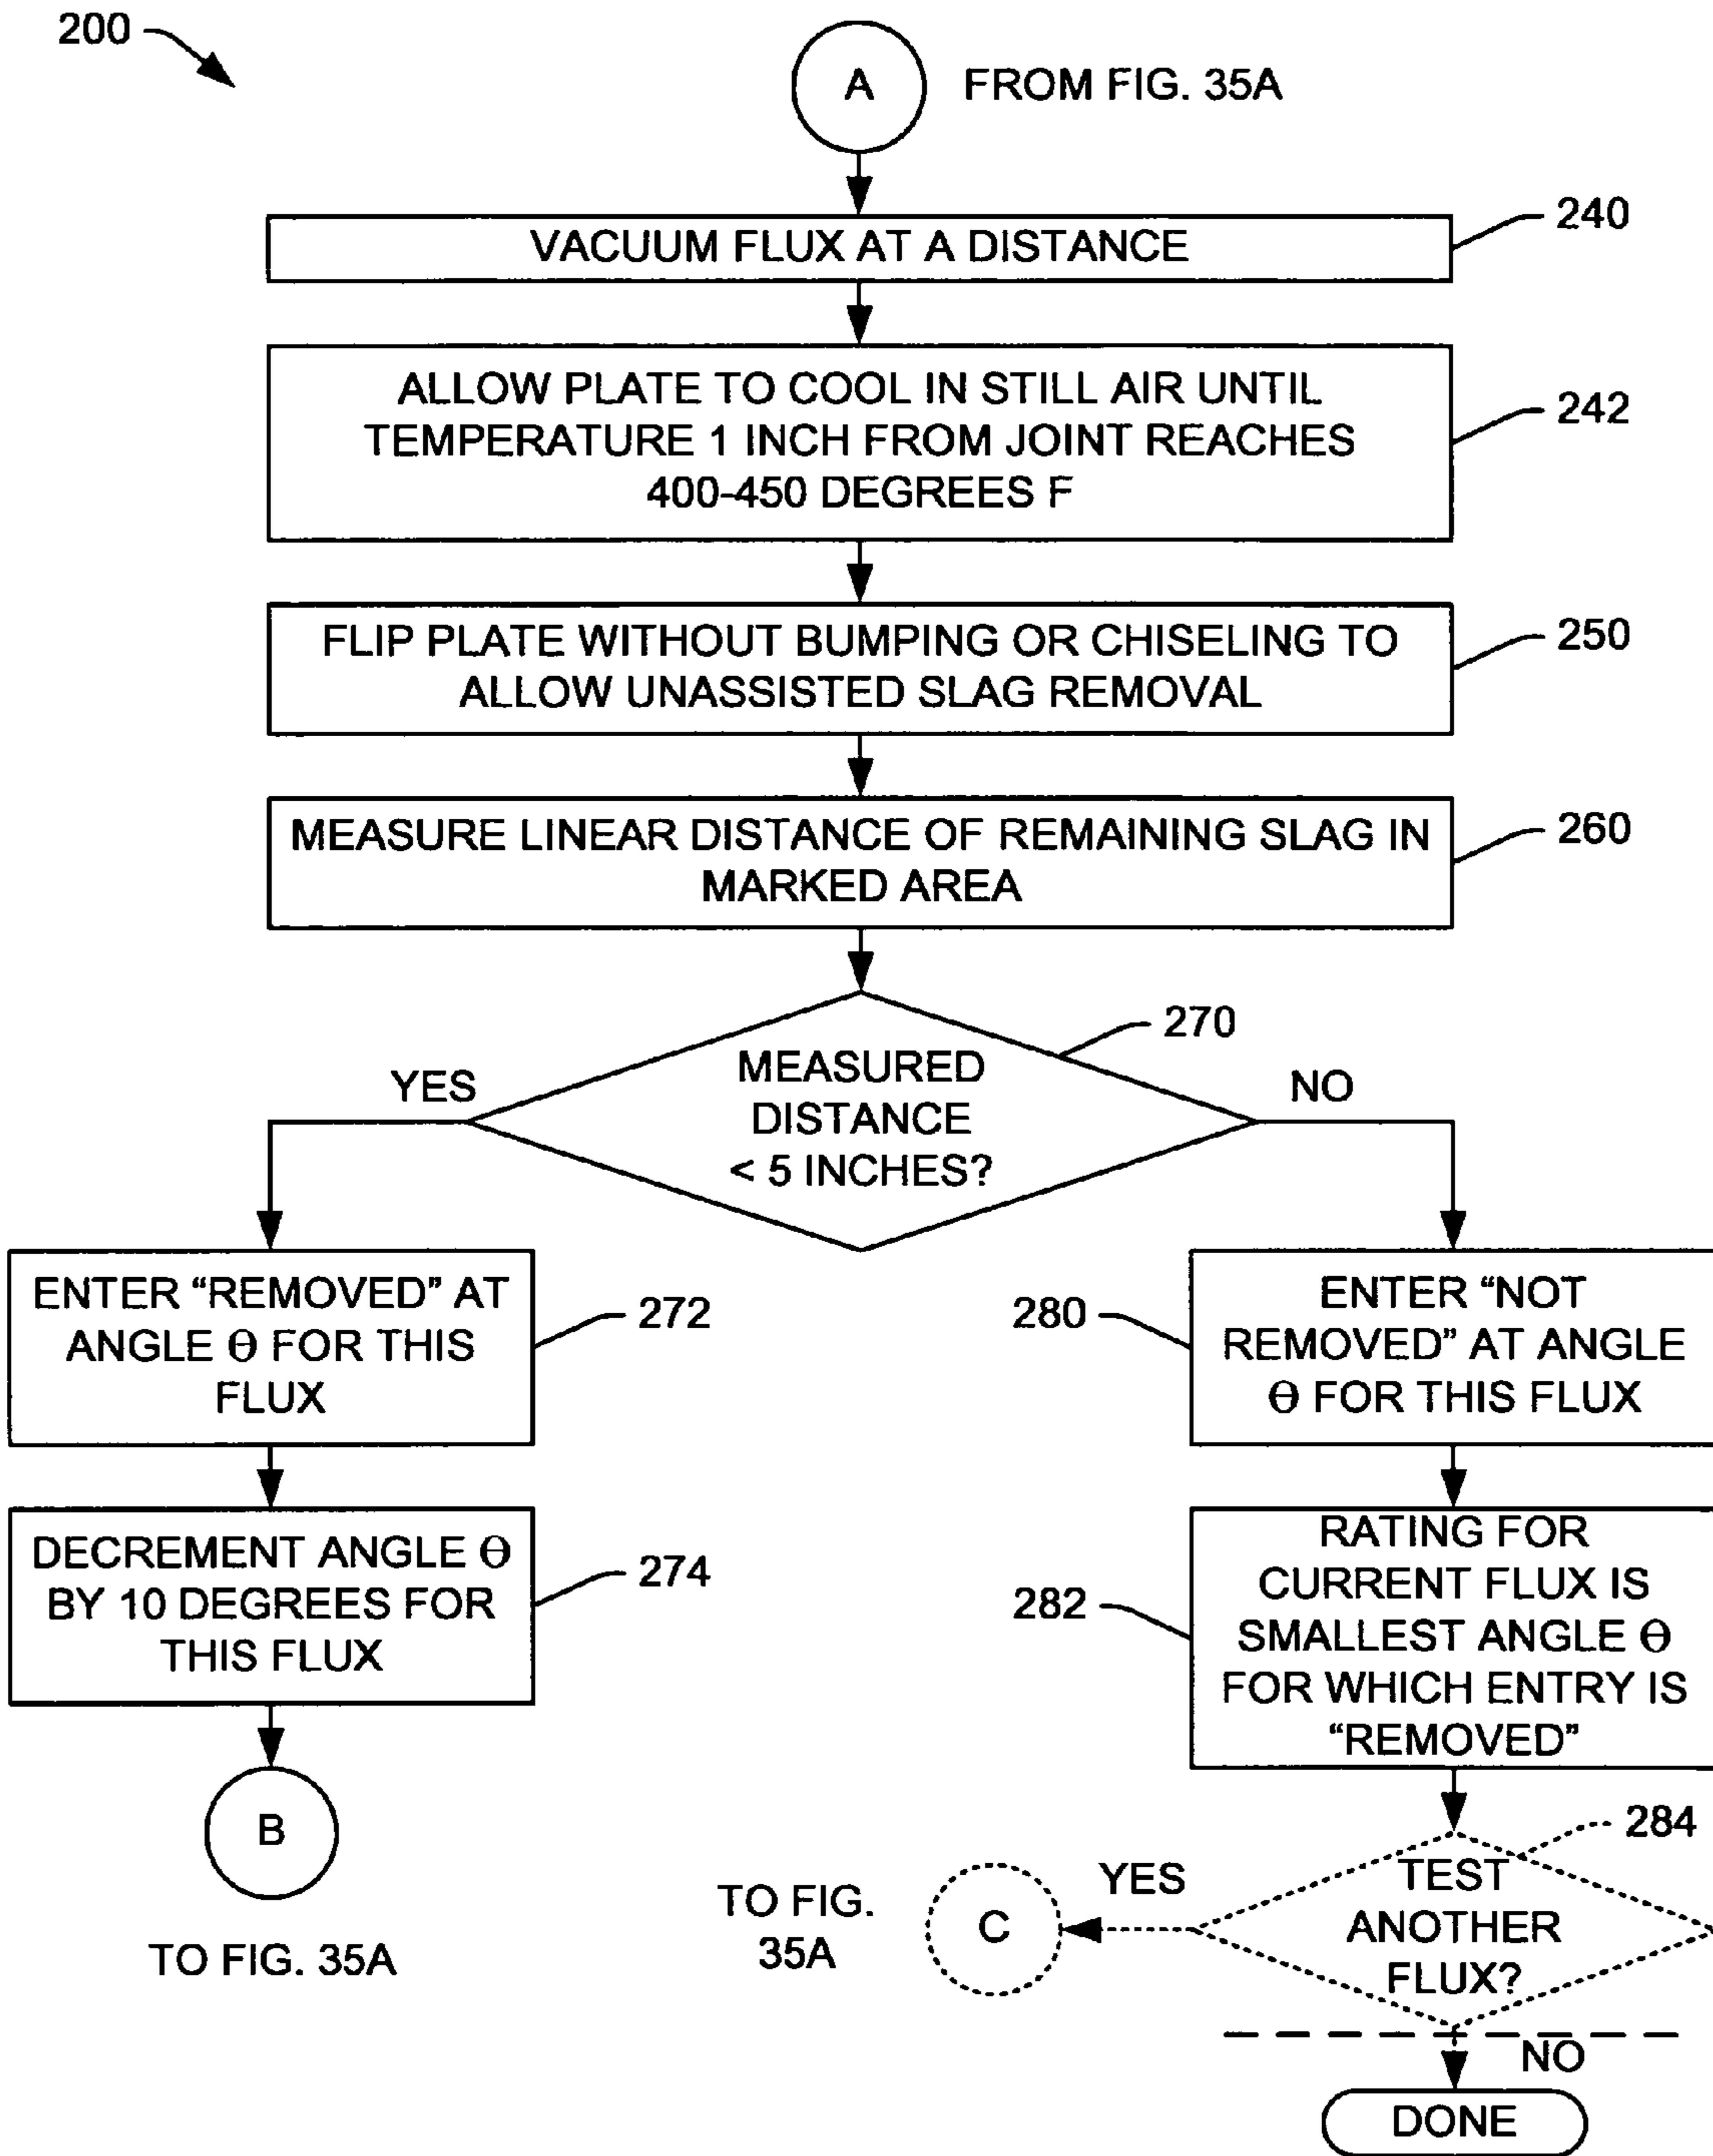 200
A
FROM FIG. 35A
VACUUM FLUX AT A DISTANCE
240
ALLOW PLATE TO COOL IN STILL AIR UNTIL
TEMPERATURE 1 INCH FROM JOINT REACHES
400-450 DEGREES F
242
FLIP PLATE WITHOUT BUMPING OR CHISELING TO
ALLOW UNASSISTED SLAG REMOVAL
250
MEASURE LINEAR DISTANCE OF REMAINING SLAG IN
MARKED AREA
260
270
YES
MEASURED
DISTANCE
< 5 INCHES?
NO
ENTER “REMOVED” AT
ANGLE Θ FOR THIS
FLUX
272
280
ENTER “NOT
REMOVED” AT ANGLE
Θ FOR THIS FLUX
DECREMENT ANGLE Θ
BY 10 DEGREES FOR
THIS FLUX
274
282
RATING FOR
CURRENT FLUX IS
SMALLEST ANGLE Θ
FOR WHICH ENTRY IS
“REMOVED”
B
TO FIG. 35A
284
TO FIG.
35A
C
YES
TEST
ANOTHER
FLUX?
NO
DONE